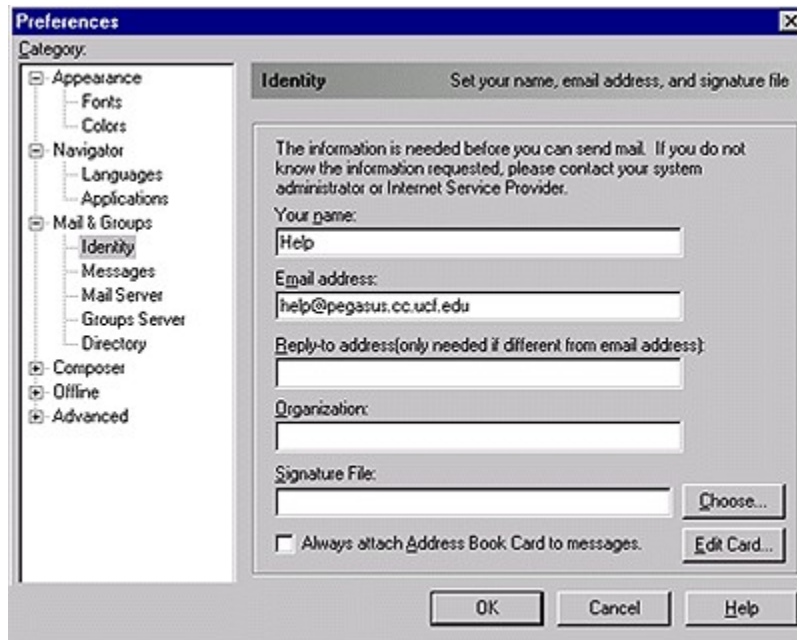 Preferences
Category:
Appearance
Fonts
Colors
Navigator
Languages
Applications
Mail & Groups
Identity
Messages
Mail Server
Groups Server
Directory
Composer
Offline
Advanced
Identity Set your name, email address, and signature file
The information is needed before you can send mail. If you do not
know the information requested, please contact your system
administrator or Internet Service Provider.
Your name:
Help
Email address:
help@pegasus.cc.ucf.edu
Reply-to address(only needed if different from email address):
Organization:
Signature File:
Choose...
Always attach Address Book Card to messages. Edit Card...
OK Cancel Help